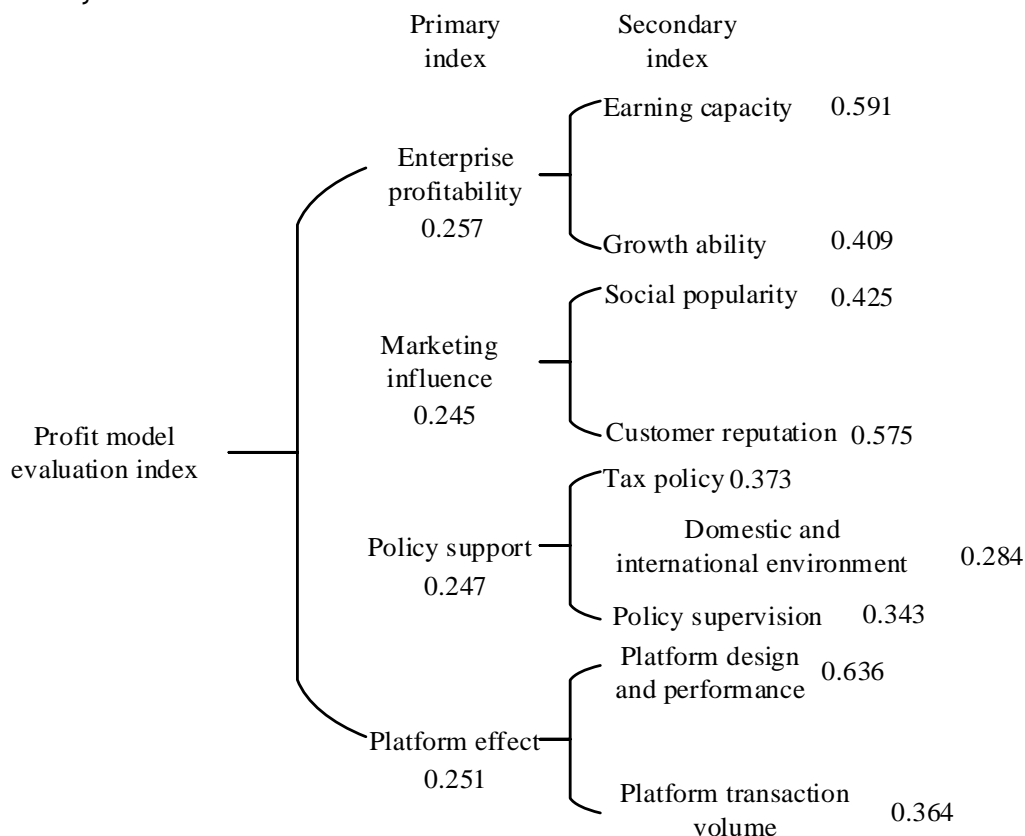 Primary
index
Secondary
index
Earning capacity 0.591
Enterprise
profitability
0.257
Growth ability 0.409
Social popularity 0.425
Marketing
influence
0.245
Customer reputation 0.575
Profit model
evaluation index
Tax policy 0.373
Domestic and
international environment 0.284
Policy support
0.247
Policy supervision 0.343
Platform design
and performance 0.636
Platform effect
0.251
Platform transaction
volume 0.364